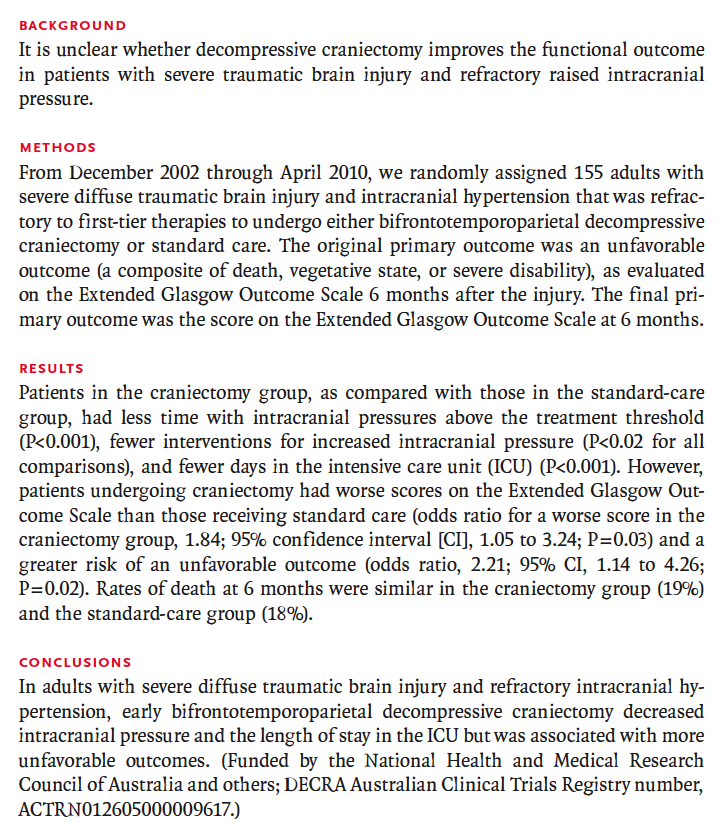 BACKGROUND
It is unclear whether decompressive craniectomy improves the functional outcome
in patients with severe traumatic brain injury and refractory raised intracranial
pressure.
METHODS
From December 2002 through April 2010, we randomly assigned 155 adults with
severe diffuse traumatic brain injury and intracranial hypertension that was refrac-
tory to first-tier therapies to undergo either bifrontotemporoparietal decompressive
craniectomy or standard care. The original primary outcome was an unfavorable
outcome (a composite of death, vegetative state, or severe disability), as evaluated
on the Extended Glasgow Outcome Scale 6 months after the injury. The final pri-
mary outcome was the score on the Extended Glasgow Outcome Scale at 6 months.
RESULTS
Patients in the craniectomy group, as compared with those in the standard-care
group, had less time with intracranial pressures above the treatment threshold
(P<0.001), fewer interventions for increased intracranial pressure (P<0.02 for all
comparisons), and fewer days in the intensive care unit (ICU) (P<0.001). However,
patients undergoing craniectomy had worse scores on the Extended Glasgow Out-
come Scale than those receiving standard care (odds ratio for a worse score in the
craniectomy group, 1.84; 95% confidence interval [CI], 1.05 to 3.24; P=0.03) and a
greater risk of an unfavorable outcome (odds ratio, 2.21; 95% CI, 1.14 to 4.26;
P=0.02). Rates of death at 6 months were similar in the craniectomy group (19%)
and the standard-care group (18%).
CONCLUSIONS
In adults with severe diffuse traumatic brain injury and refractory intracranial hy-
pertension, early bifrontotemporoparietal decompressive craniectomy decreased
intracranial pressure and the length of stay in the ICU but was associated with more
unfavorable outcomes. (Funded by the National Health and Medical Research
Council of Australia and others; DECRA Australian Clinical Trials Registry number,
ACTRN012605000009617.)